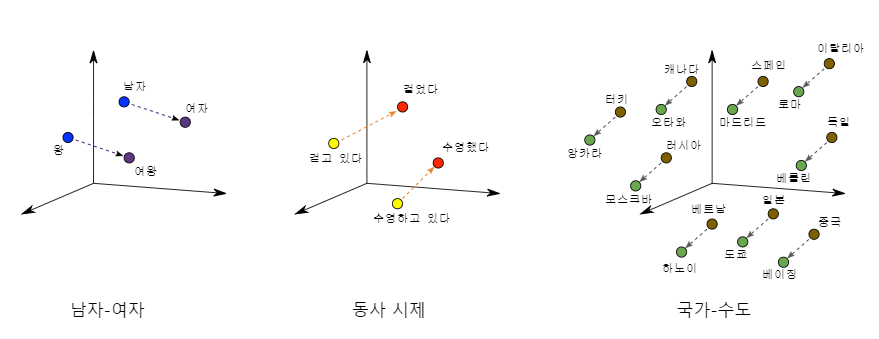 남자
여자
왕
여왕
남자-여자
걸었다
수영했다
걷고 있다
수영하고 있다
동사 시제
이탈리아
스페인
캐나다
터키
로마
마드리드
오타와
독일
앙카라
러시아
베를린
모스크바
베트남
일본
중국
도쿄
하노이
베이징
국가-수도